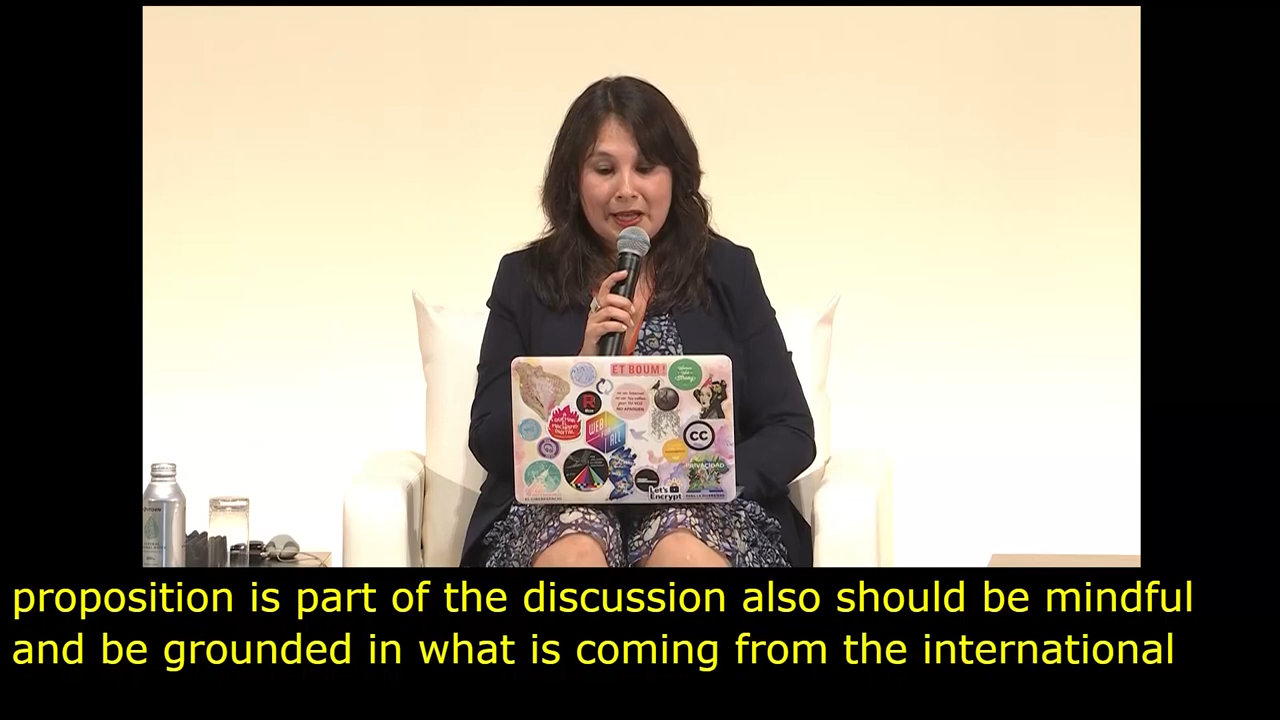 ET BOUM!
WEB
FOR
ALL
CC
PRIVACIDAD
Let's
Encrypt
proposition is part of the discussion also should be mindful
and be grounded in what is coming from the international